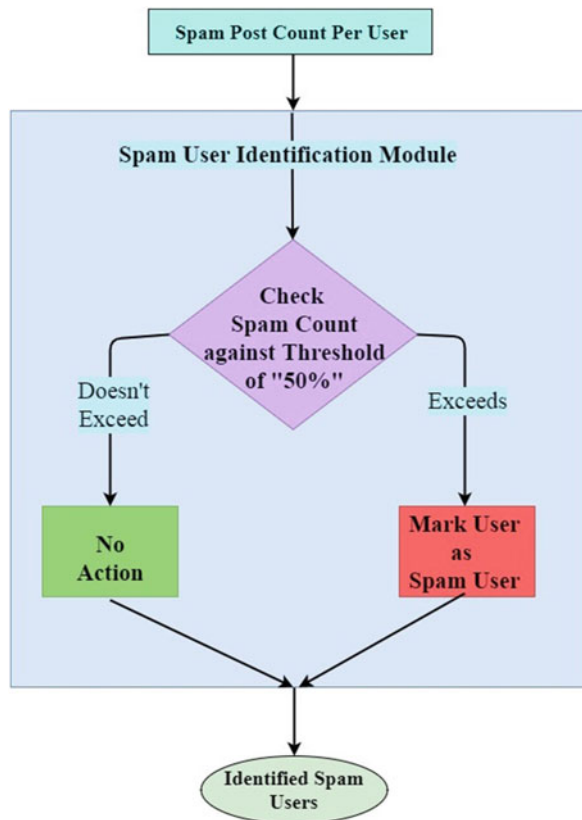 Spam Post Count Per User
Spam User Identification Module
Check
Spam Count
against Threshold
of "50%"
Doesn't
Exceed
Exceeds
No
Action
Mark User
as
Spam User
Identified Spam
Users